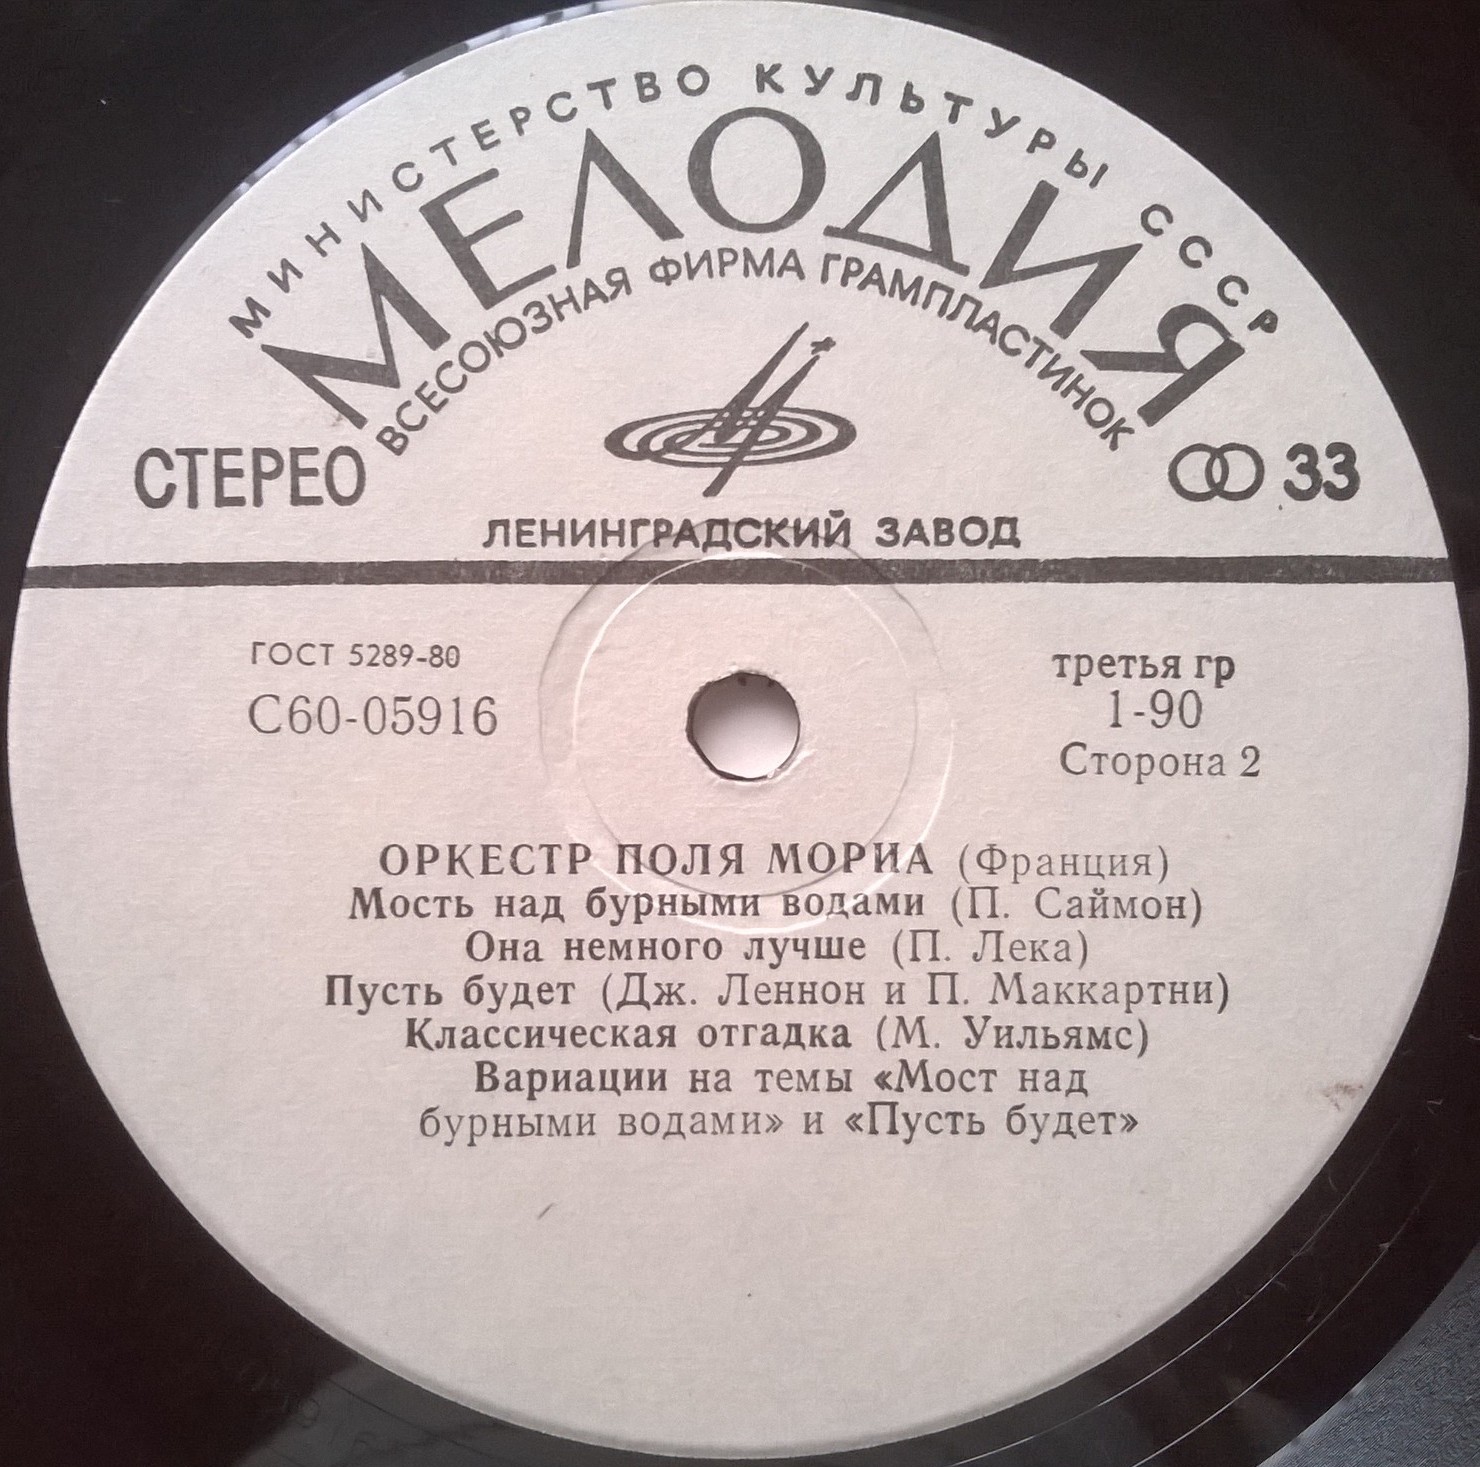 МИНИСТЕРСТВО КУЛЬТУРЫ СССР
МЕЛОДИЯ
ВСЕСОЮЗНАЯ ФИРМА ГРАМПЛАСТИНОК
СТЕРЕО
33
ЛЕНИНГРАДСКИЙ ЗАВОД
ГОСТ 5289-80
С60-05916
третья гр
1-90
Сторона 2
ОРКЕСТР ПОЛЯ МОРИА (Франция)
Мость над бурными водами (П. Саймон)
Она немного лучше (П. Лека)
Пусть будет (Дж. Леннон и П. Маккартни)
Классическая отгадка (М. Уильямс)
Вариации на темы «Мост над
бурными водами» и «Пусть будет»